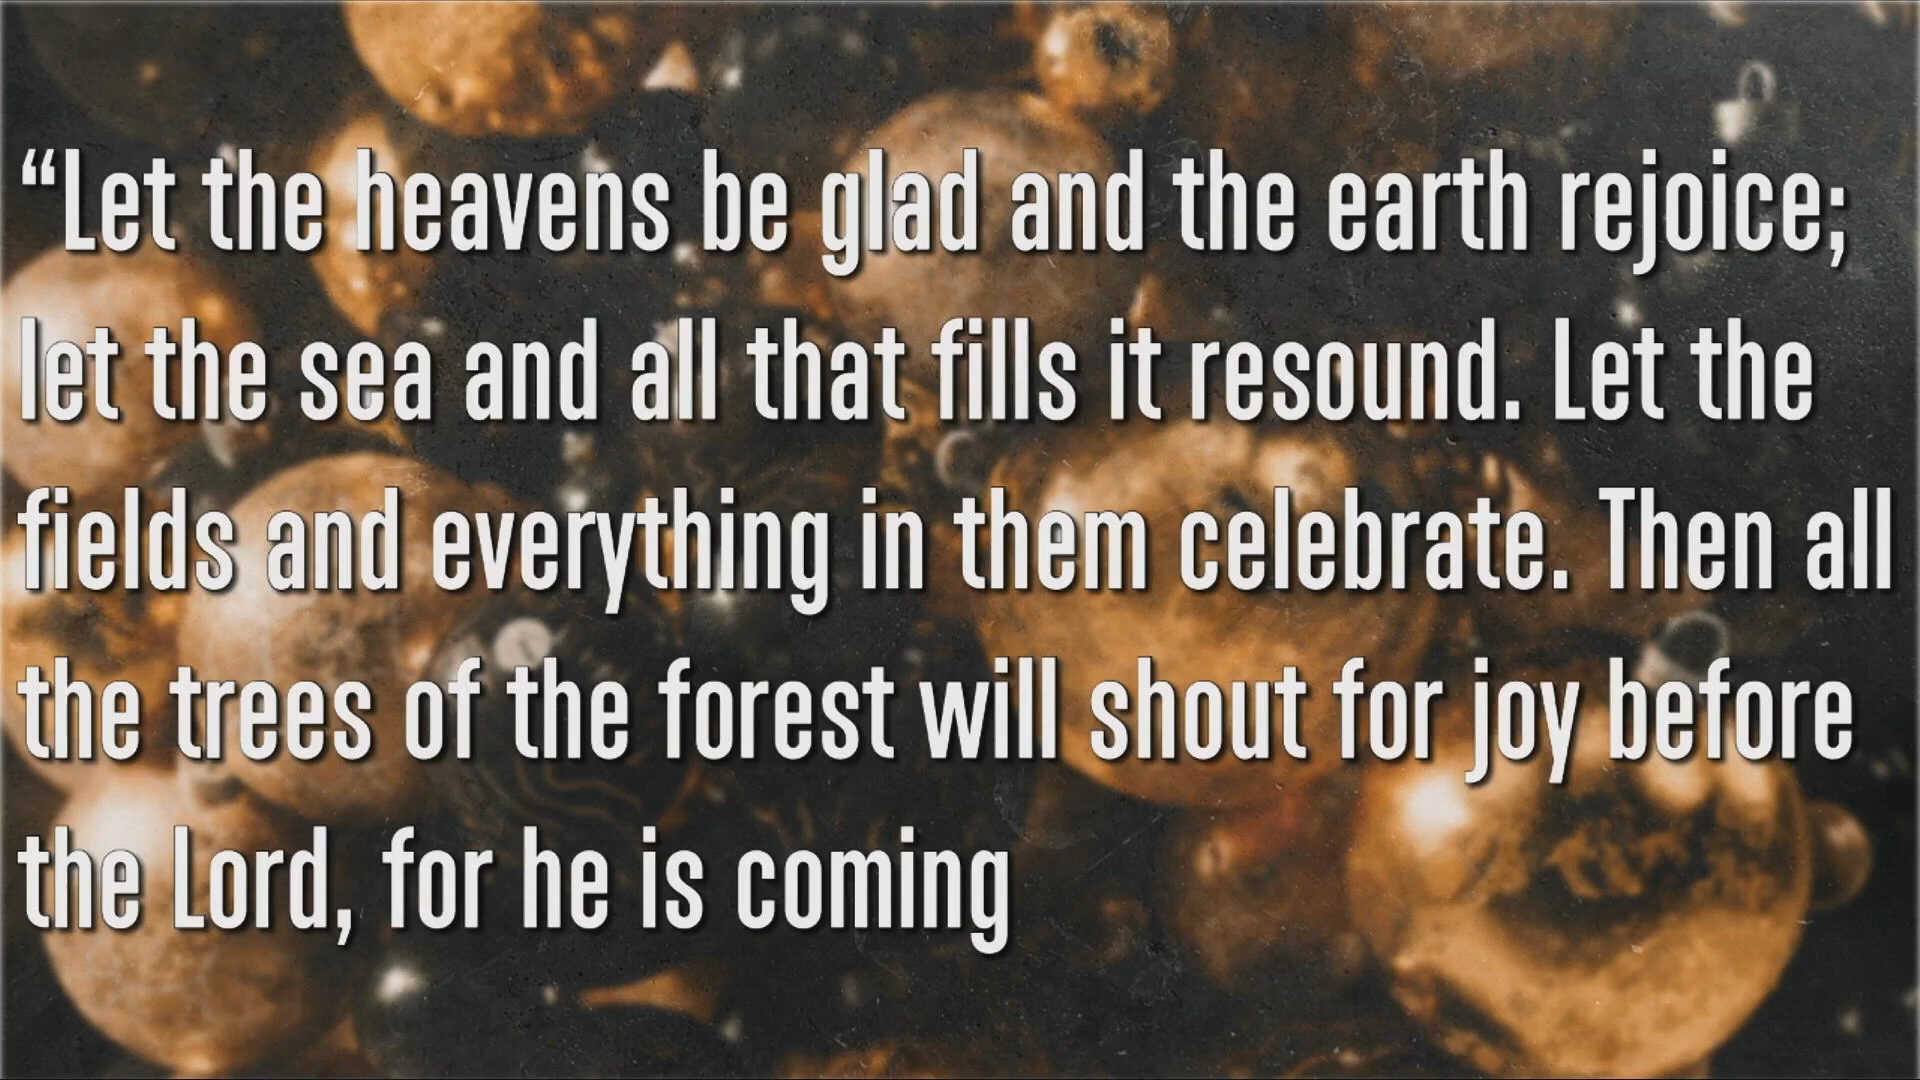 “Let the heavens be glad and the earth rejoice;
let the sea and all that fills it resound. Let the
fields and everything in them celebrate. Then all
the trees of the forest will shout for joy before
the Lord, for he is coming